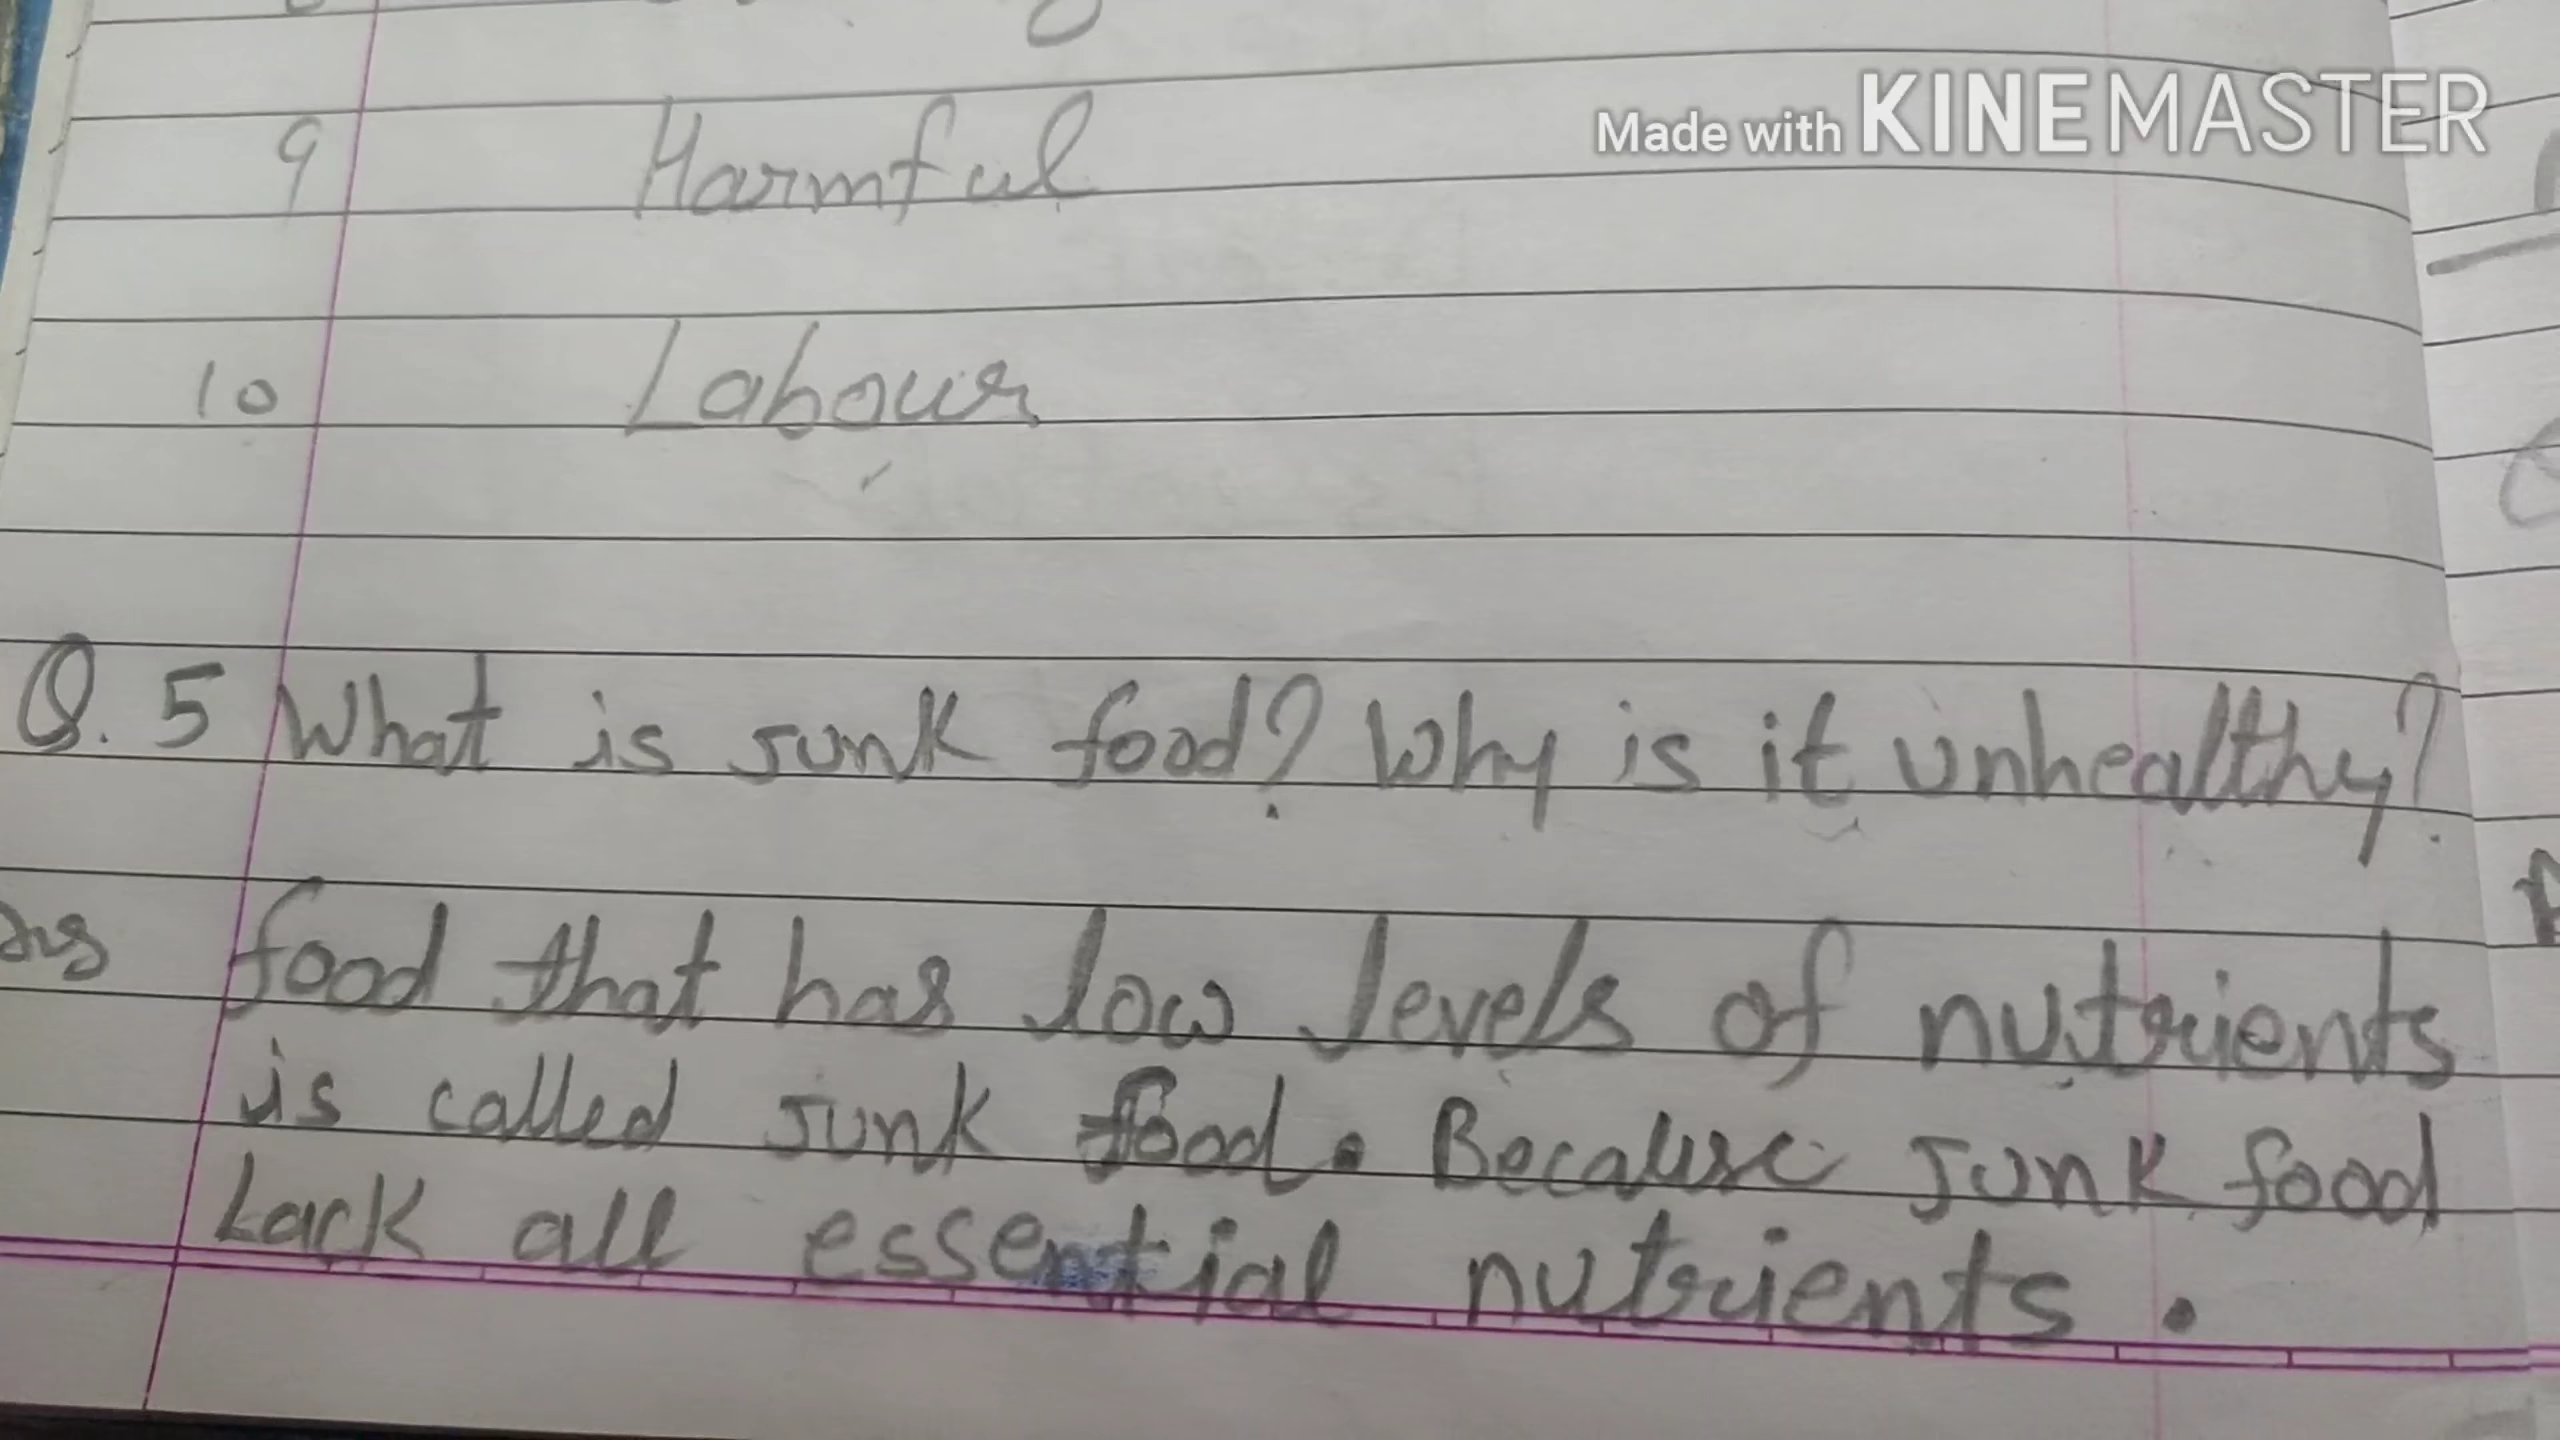 Made with KINEMASTER
9 Harmful
10 Labour
Q.5 What is Junk food? Why is it unhealthy?
Ans food that has low levels of nutrients
is called Junk food. Because Junk food
Lack all essential nutrients.